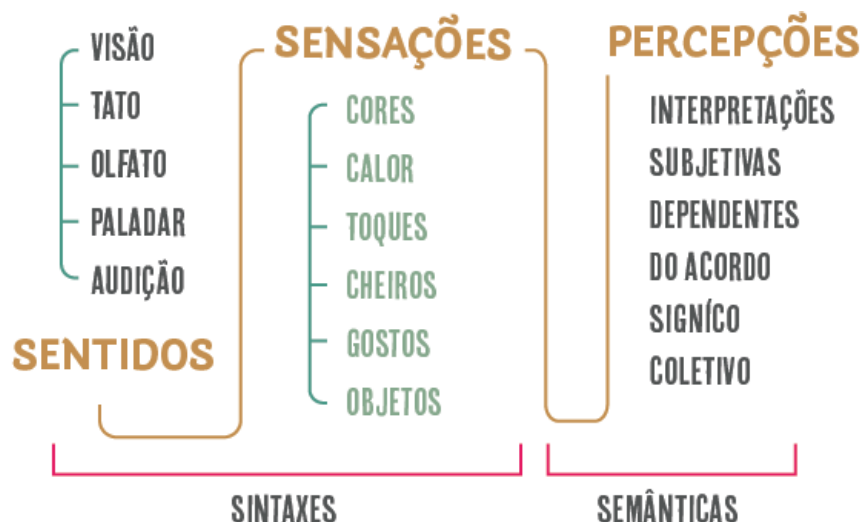 VISÃO
TATO
OLFATO
PALADAR
AUDIÇÃO
SENTIDOS
SENSAÇÕES
CORES
CALOR
TOQUES
CHEIROS
GOSTOS
OBJETOS
PERCEPÇÕES
INTERPRETAÇÕES
SUBJETIVAS
DEPENDENTES
DO ACORDO
SIGNÍCO
COLETIVO
SINTAXES
SEMÂNTICAS